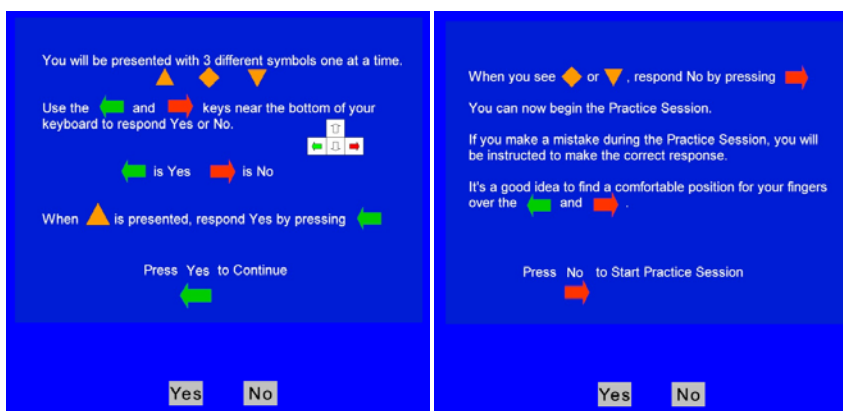 You will be presented with 3 different symbols one at a time.
Use the and keys near the bottom of your
keyboard to respond Yes or No.
is Yes is No
When is presented, respond Yes by pressing
Press Yes to Continue
Yes No
When you see or , respond No by pressing
You can now begin the Practice Session.
If you make a mistake during the Practice Session, you will
be instructed to make the correct response.
It's a good idea to find a comfortable position for your fingers
over the and .
Press No to Start Practice Session
Yes No